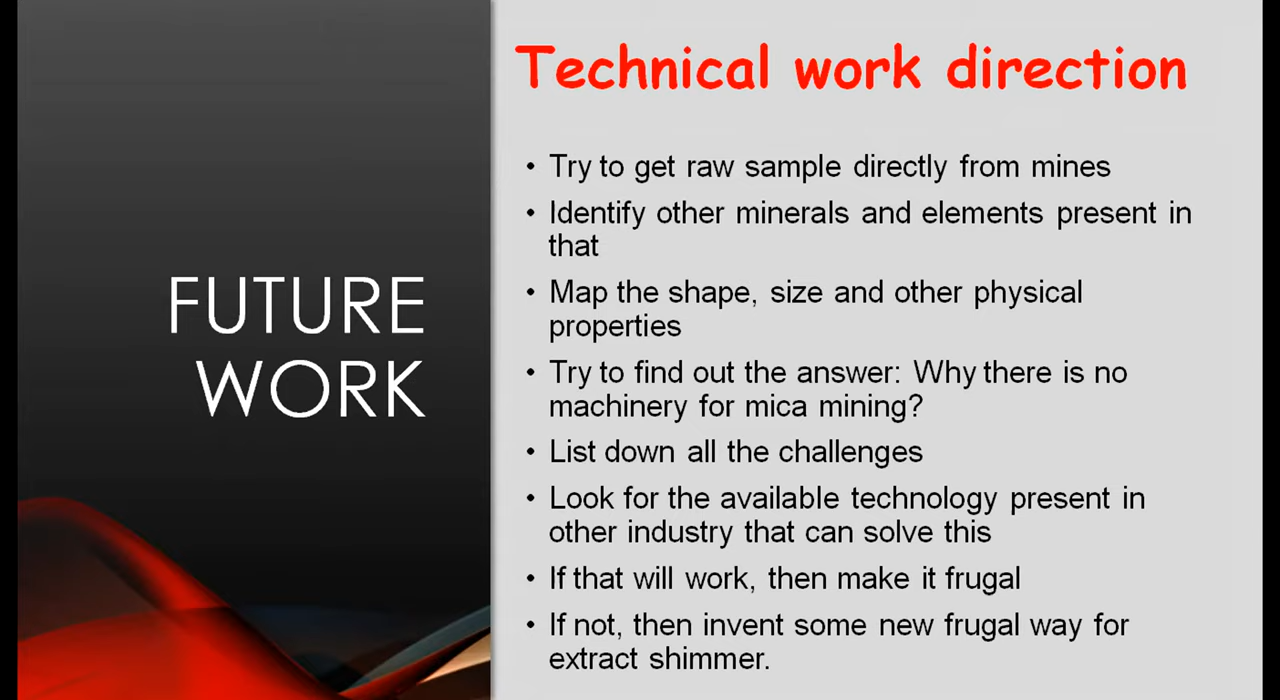 FUTURE
WORK
Technical work direction
• Try to get raw sample directly from mines
• Identify other minerals and elements present in
that
• Map the shape, size and other physical
properties
• Try to find out the answer: Why there is no
machinery for mica mining?
• List down all the challenges
• Look for the available technology present in
other industry that can solve this
• If that will work, then make it frugal
• If not, then invent some new frugal way for
extract shimmer.